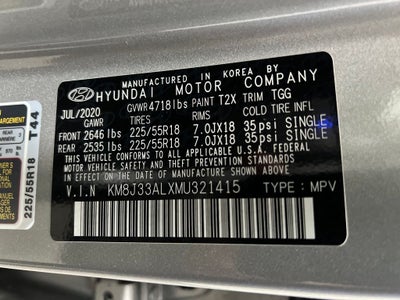 MANUFACTURED IN KOREA BY
HYUNDAI MOTOR COMPANY
JUL/2020 GVWR 4718lbs PAINT T2X TRIM TGG
GAWR TIRES RIMS COLD TIRE INFL
FRONT 2646 lbs 225/55R18 7.0JX18 35psi SINGLE
REAR 2535 lbs 225/55R18 7.0JX18 35psi SINGLE
THIS VEHICLE CONFORMS TO ALL APPLICABLE U.S.A. FEDERAL
MOTOR VEHICLE SAFETY AND THEFT PREVENTION STANDARDS
IN EFFECT ON THE DATE OF MANUFACTURE SHOWN ABOVE.
V.I.N KM8J33ALXMU321415 TYPE: MPV
REAR
T44
225/55R18